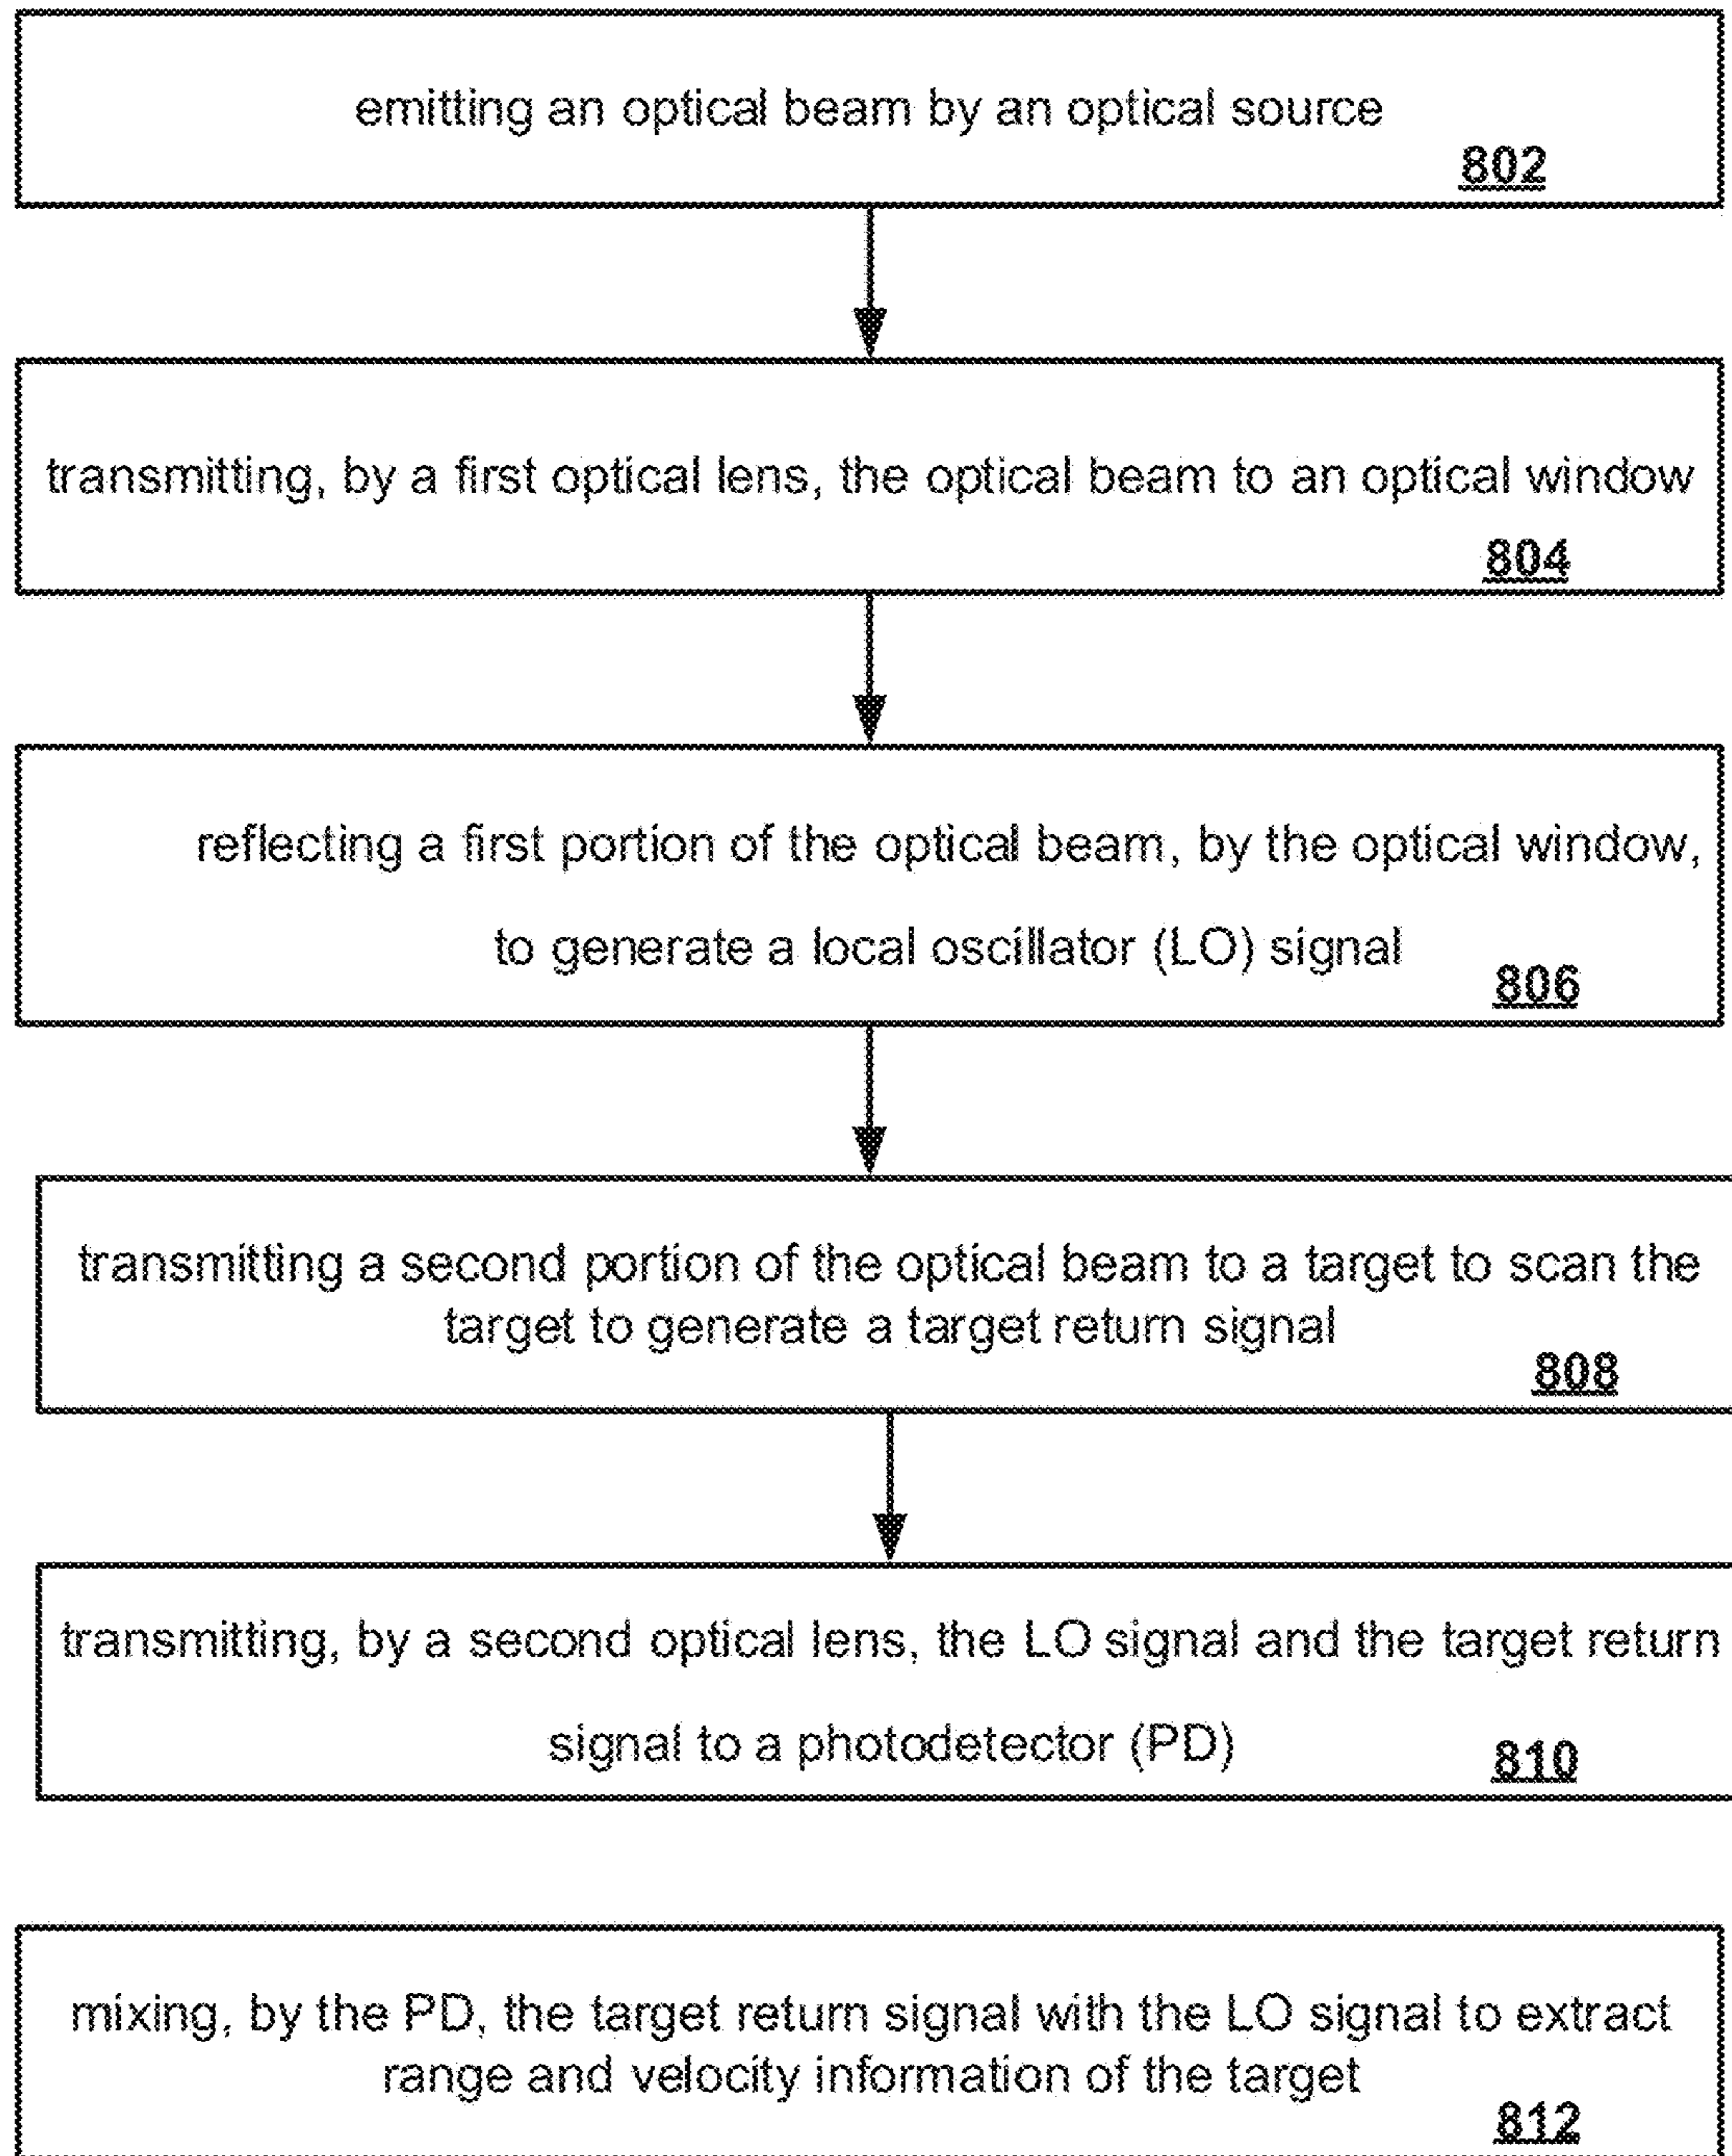 emitting an optical beam by an optical source
802
transmitting, by a first optical lens, the optical beam to an optical window
804
reflecting a first portion of the optical beam, by the optical window,
to generate a local oscillator (LO) signal
806
transmitting a second portion of the optical beam to a target to scan the
target to generate a target return signal
808
transmitting, by a second optical lens, the LO signal and the target return
signal to a photodetector (PD)
810
mixing, by the PD, the target return signal with the LO signal to extract
range and velocity information of the target
812